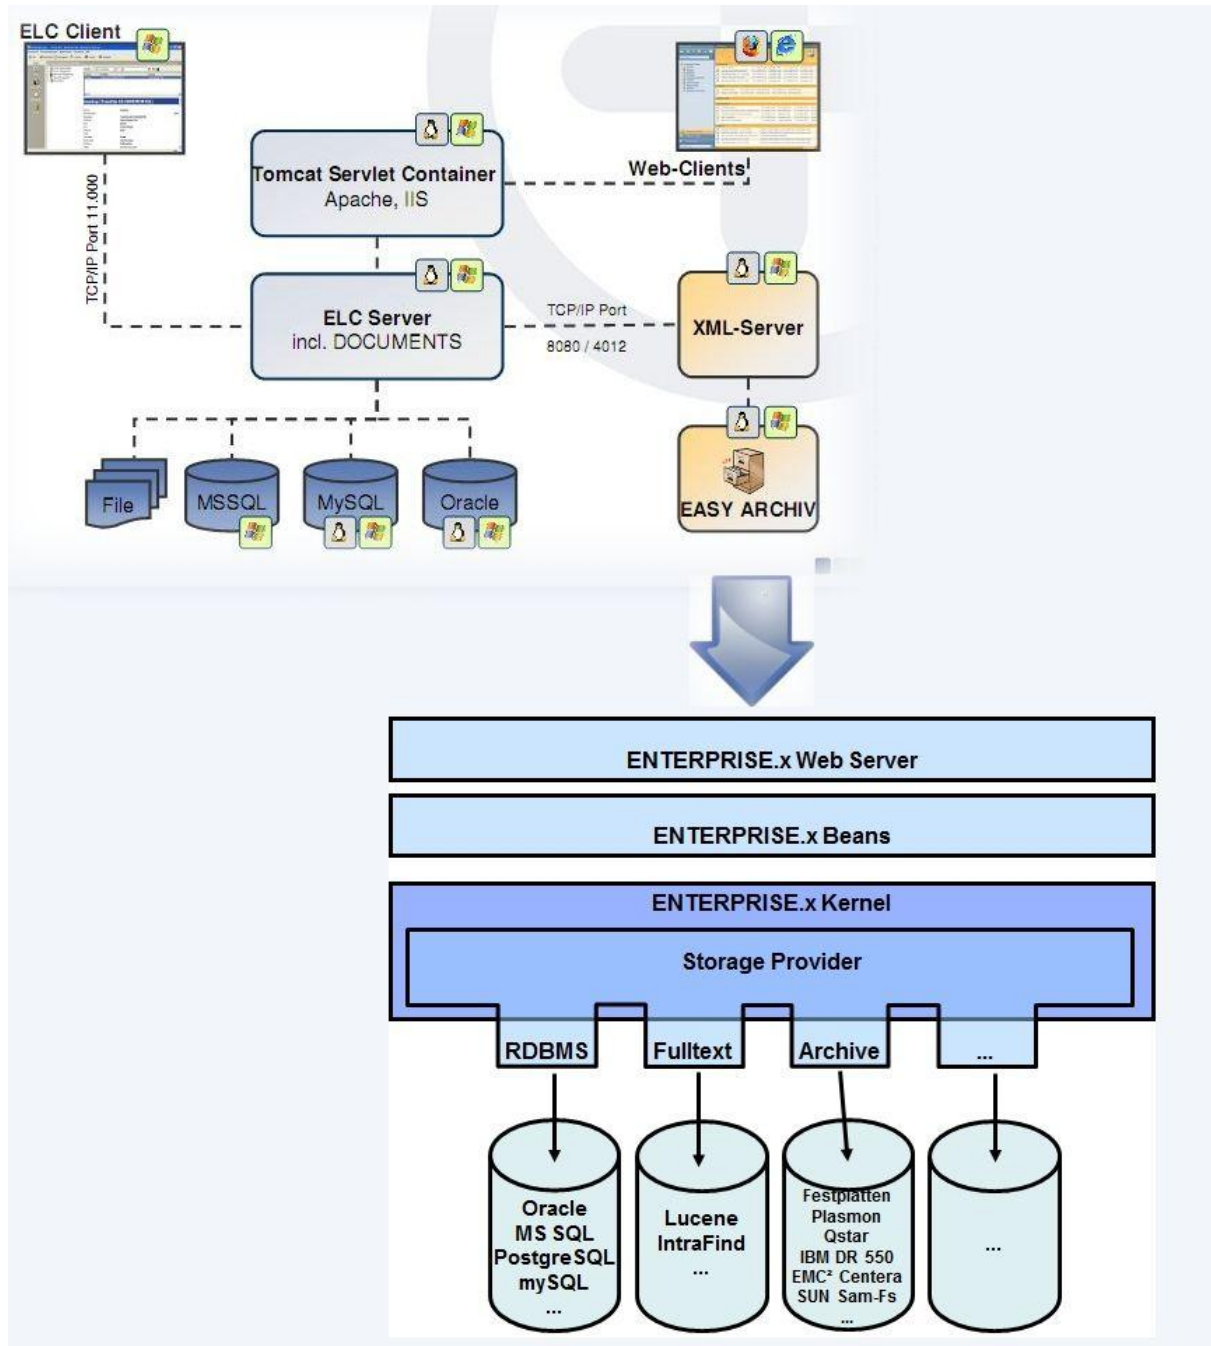 ELC Client
Tomcat Servlet Container
Apache, IIS
Web-Clients
TCP/IP Port 11.000
ELC Server
incl. DOCUMENTS
TCP/IP Port
8080 / 4012
XML-Server
File
MSSQL
MySQL
Oracle
EASY ARCHIV
ENTERPRISE.x Web Server
ENTERPRISE.x Beans
ENTERPRISE.x Kernel
Storage Provider
RDBMS
Fulltext
Archive
...
Oracle
MS SQL
PostgreSQL
mySQL
...
Lucene
IntraFind
...
Festplatten
Plasmon
Qstar
IBM DR 550
EMC² Centera
SUN Sam-Fs
...
...